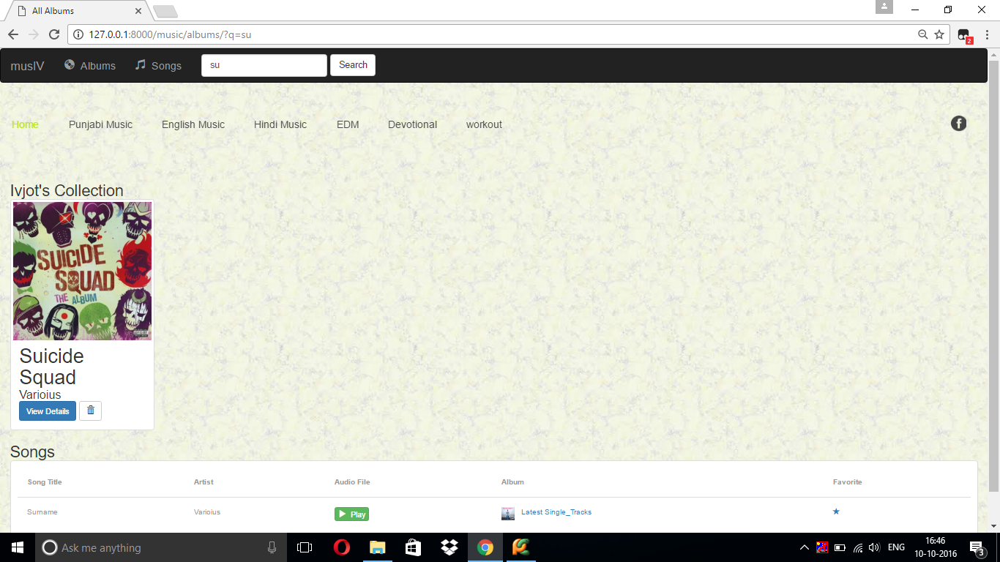 All Albums
127.0.0.1:8000/music/albums/?q=su
2
musIV Albums Songs su Search
Home Punjabi Music English Music Hindi Music EDM Devotional workout
f
Ivjot's Collection
SUICIDE
SQUAD
THE ALBUM
Suicide
Squad
Varioius
View Details
Songs
Song Title Artist Audio File Album Favorite
Surname Varioius Play Latest Single_Tracks
Ask me anything
ENG
16:46
10-10-2016
3